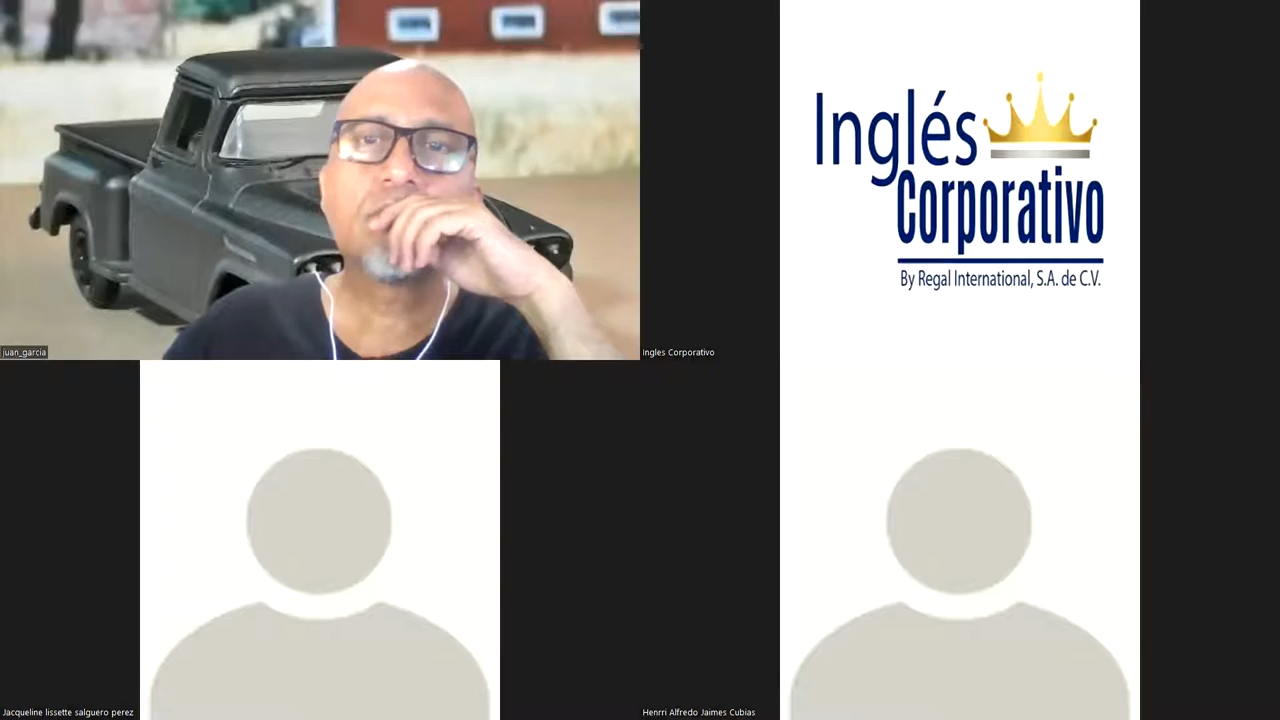 juan_garcia
Inglés
Corporativo
By Regal International, S.A. de C.V.
Ingles Corporativo
Jacqueline lissette salguero perez
Henrri Alfredo Jaimes Cubias